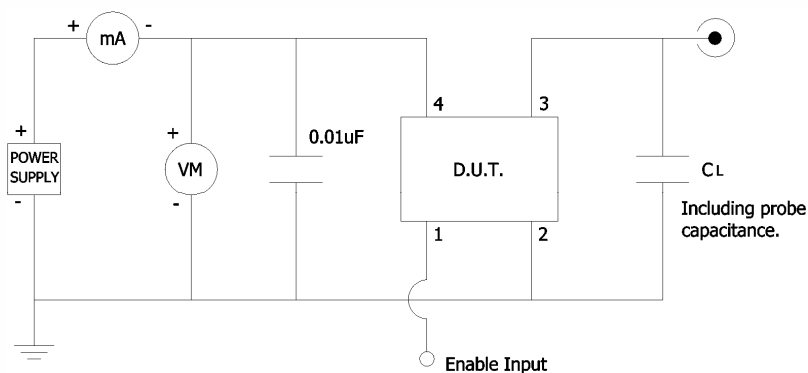 + mA -
4 3
+ + 0.01uF
POWER
SUPPLY
VM D.U.T. CL
- -
Including probe
capacitance.
1 2
Enable Input